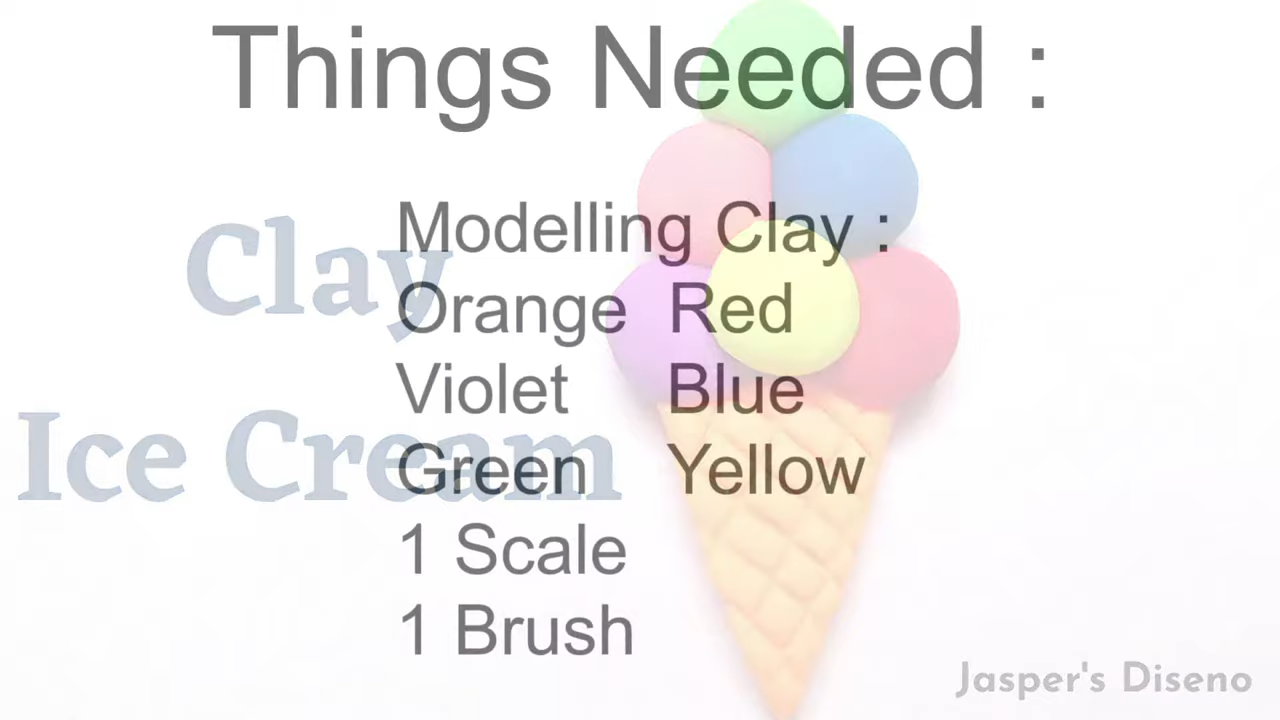 Things Needed :
Modelling Clay :
Orange Red
Violet Blue
Green Yellow
1 Scale
1 Brush
Clay
Ice Cream
Jasper's Diseno